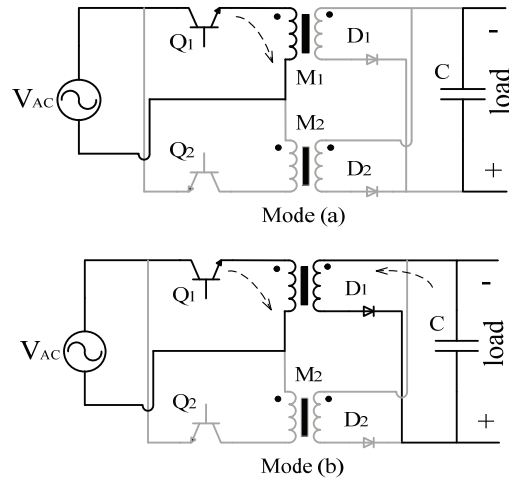 Q1
D1
-
VAC
M1
C
load
M2
Q2
D2
+
Mode (a)
Q1
D1
-
VAC
C
load
M2
Q2
D2
+
Mode (b)